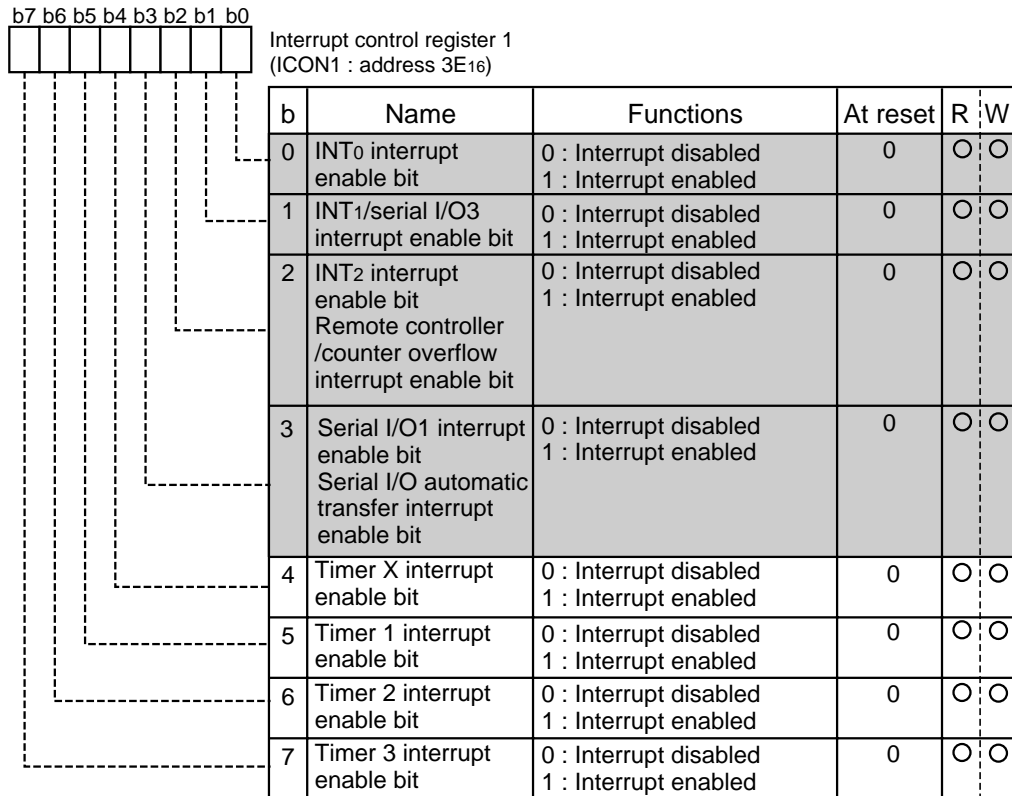 b7 b6 b5 b4 b3 b2 b1 b0
Interrupt control register 1
(ICON1 : address 3E16)
b Name Functions At reset R W
0 INT0 interrupt 0 : Interrupt disabled 0 O O
enable bit 1 : Interrupt enabled
1 INT1/serial I/O3 0 : Interrupt disabled 0 O O
interrupt enable bit 1 : Interrupt enabled
2 INT2 interrupt 0 : Interrupt disabled 0 O O
enable bit 1 : Interrupt enabled
Remote controller
/counter overflow
interrupt enable bit
3 Serial I/O1 interrupt 0 : Interrupt disabled 0 O O
enable bit 1 : Interrupt enabled
Serial I/O automatic
transfer interrupt
enable bit
4 Timer X interrupt 0 : Interrupt disabled 0 O O
enable bit 1 : Interrupt enabled
5 Timer 1 interrupt 0 : Interrupt disabled 0 O O
enable bit 1 : Interrupt enabled
6 Timer 2 interrupt 0 : Interrupt disabled 0 O O
enable bit 1 : Interrupt enabled
7 Timer 3 interrupt 0 : Interrupt disabled 0 O O
enable bit 1 : Interrupt enabled